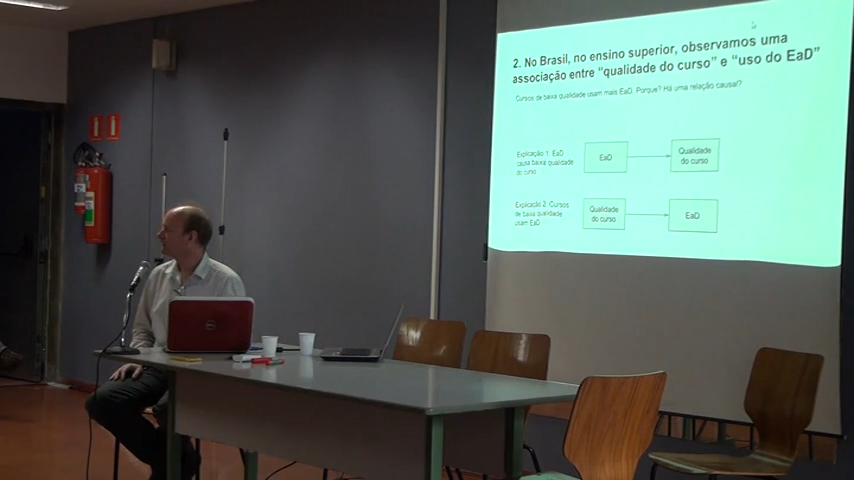 2. No Brasil, no ensino superior, observamos uma
associação entre “qualidade do curso” e “uso do EaD”
Cursos de baixa qualidade usam mais EaD. Porque? Há uma relação causal?
Explicação 1: EaD
causa baixa qualidade
do curso
EaD
Qualidade
do curso
Explicação 2: Cursos
de baixa qualidade
usam EaD
Qualidade
do curso
EaD